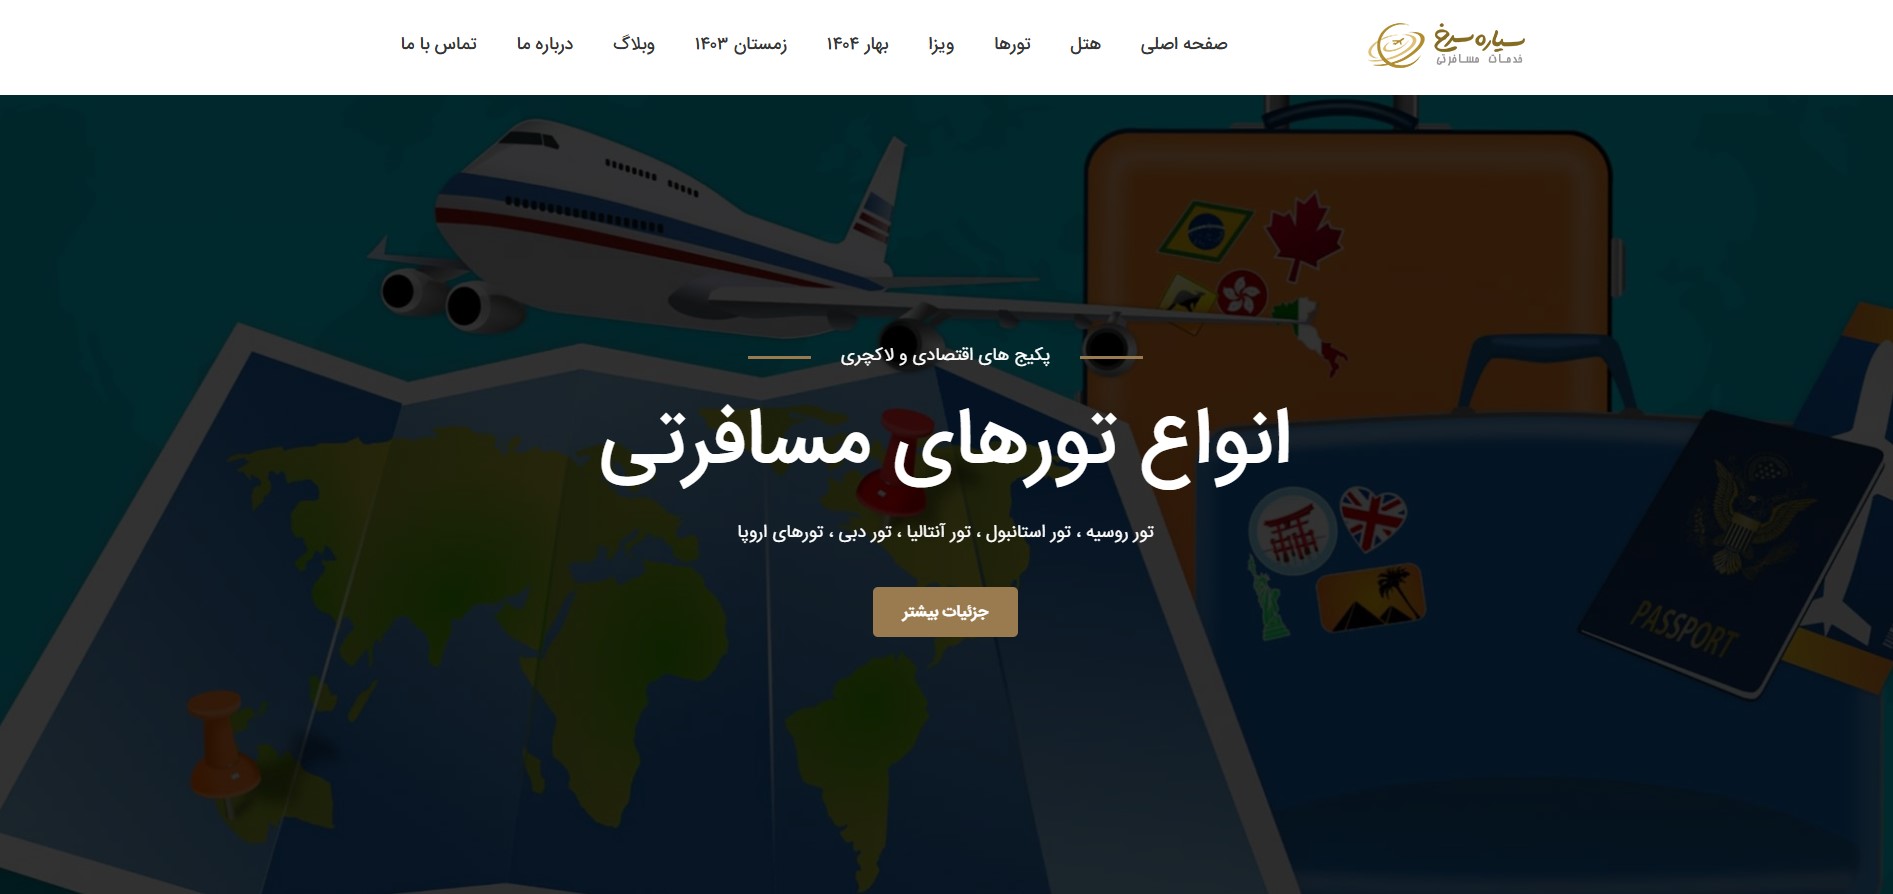 سیاره سرخ
خدمات مسافرتی
صفحه اصلی
هتل
تورها
ویزا
بهار ۱۴۰۴
زمستان ۱۴۰۳
وبلاگ
درباره ما
تماس با ما
پکیج های اقتصادی و لاکچری
انواع تورهای مسافرتی
تور روسیه ، تور استانبول ، تور آنتالیا ، تور دبی ، تورهای اروپا
جزئیات بیشتر
PASSPORT